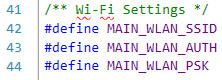 41 /** Wi-Fi Settings */
42 #define MAIN_WLAN_SSID
43 #define MAIN_WLAN_AUTH
44 #define MAIN_WLAN_PSK